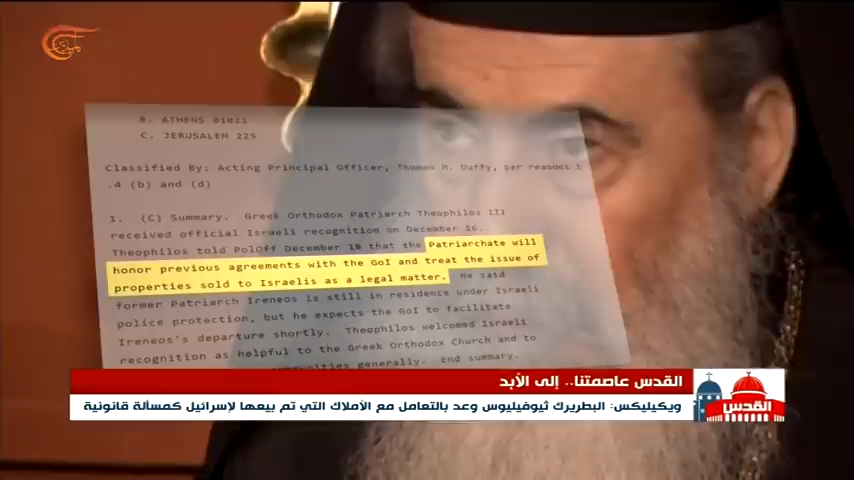 الميادين
B. ATHENS 01021
C. JERUSALEM 225
Classified By: Acting Principal Officer, Thomas M. Duffy, per reasons 1
.4 (b) and (d)
1. (C) Summary. Greek Orthodox Patriarch Theophilos III
received official Israeli recognition on December 16.
Theophilos told PolOff December 18 that the Patriarchate will
honor previous agreements with the GoI and treat the issue of
properties sold to Israelis as a legal matter. He said
former Patriarch Ireneos is still in residence under Israeli
police protection, but he expects the GoI to facilitate
Ireneos's departure shortly. Theophilos welcomed Israeli
recognition as helpful to the Greek Orthodox Church and to
communities generally. End summary.
القدس عاصمتنا.. إلى الأبد
القدس
ويكيليكس: البطريرك ثيوفيليوس وعد بالتعامل مع الأملاك التي تم بيعها لإسرائيل كمسألة قانونية